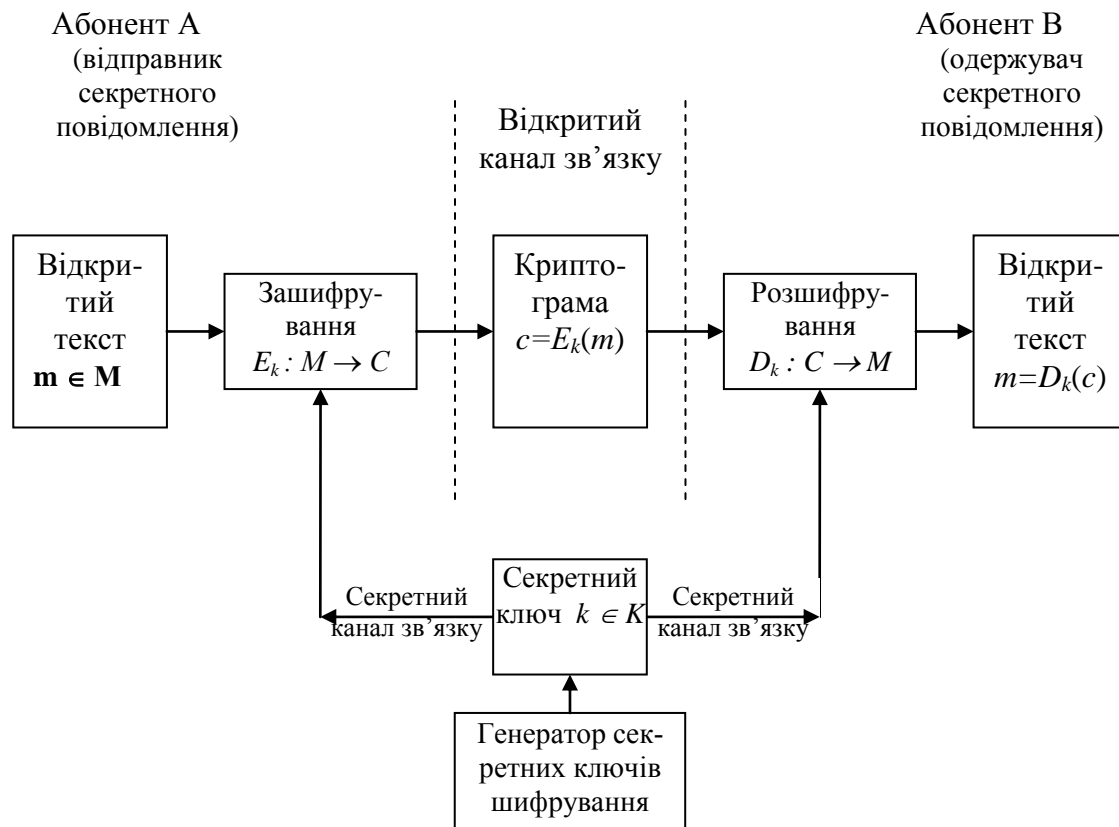 Абонент А
(відправник
секретного
повідомлення)
Абонент В
(одержувач
секретного
повідомлення)
Відкритий
канал зв’язку
Відкри-
тий
текст
m ∈ M
Зашифру-
вання
Eₖ : M → C
Крипто-
грама
c=Eₖ(m)
Розшифру-
вання
Dₖ : C → M
Відкри-
тий
текст
m=Dₖ(c)
Секретний
канал зв’язку
Секретний
ключ k ∈ K
Секретний
канал зв’язку
Генератор сек-
ретних ключів
шифрування